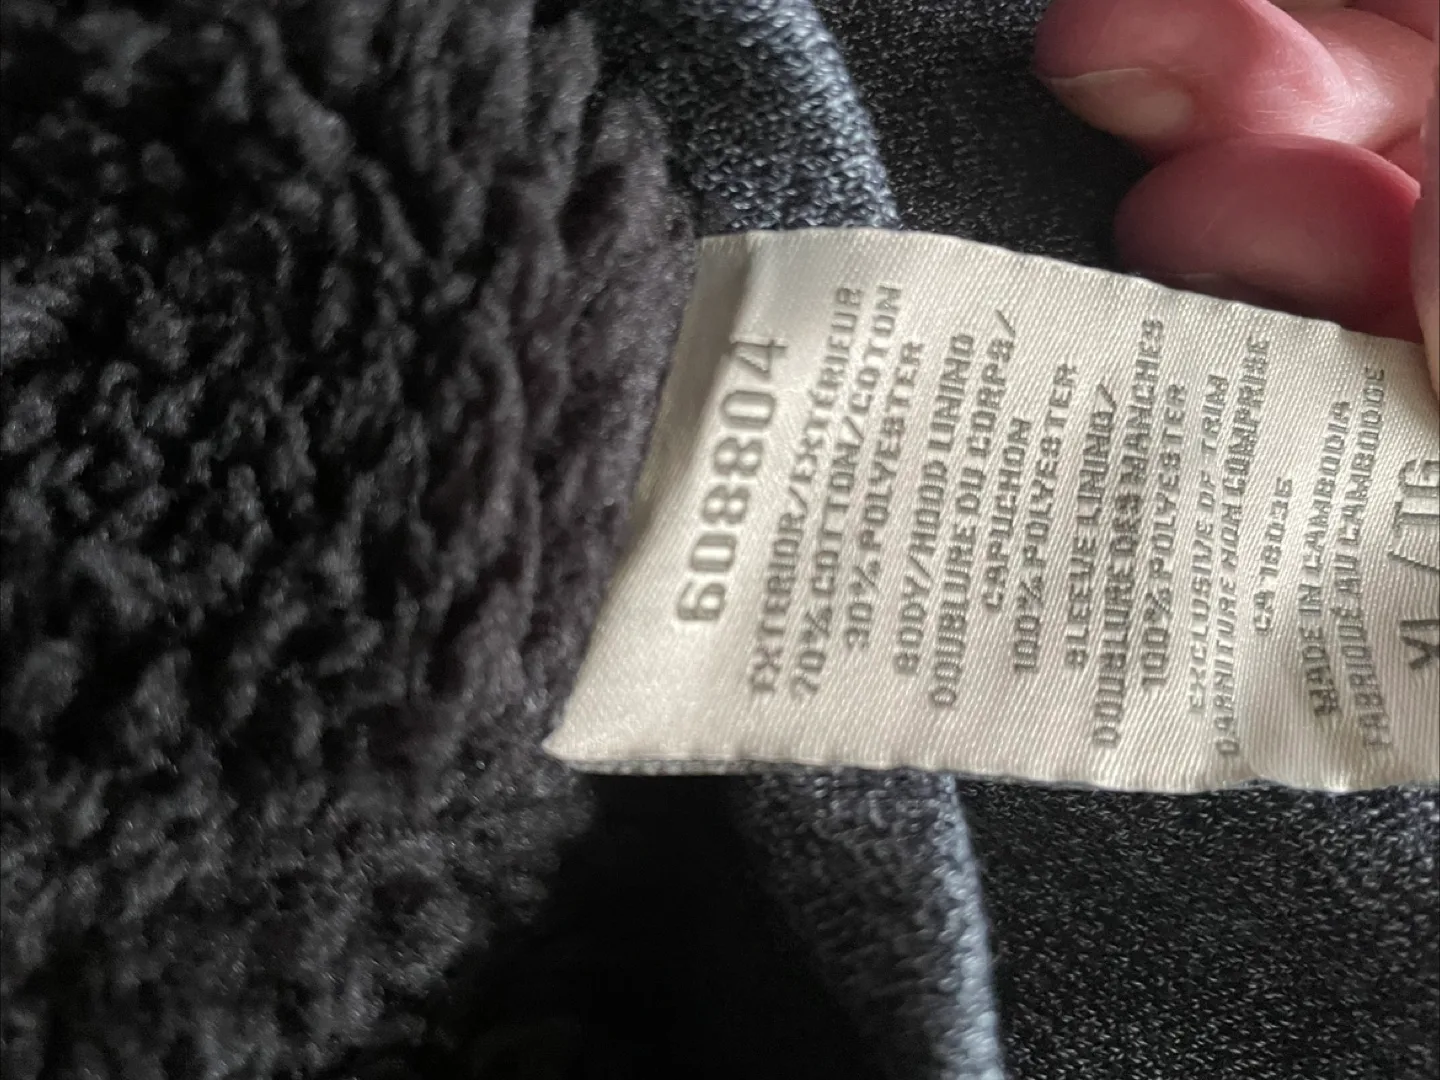 608804
EXTERIOR/EXTÉRIEUR
70% COTTON/COTON
30% POLYESTER
BODY/HOOD LINING
DOUBLURE DU CORPS/
CAPUCHON
100% POLYESTER
SLEEVE LINING/
DOUBLURE DES MANCHES
100% POLYESTER
EXCLUSIVE OF TRIM
GARNITURE NON COMPRISE
CA 16035
MADE IN CAMBODIA
FABRIQUÉ AU CAMBODGE
XL/TG